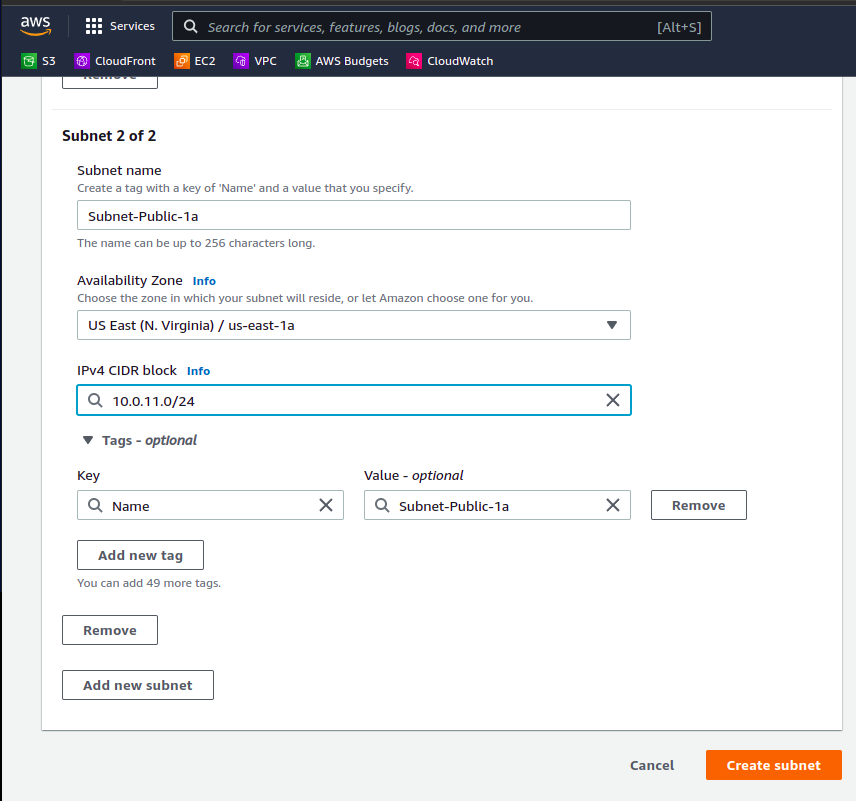 aws
Services
Search for services, features, blogs, docs, and more [Alt+S]
S3 CloudFront EC2 VPC AWS Budgets CloudWatch
Remove
Subnet 2 of 2
Subnet name
Create a tag with a key of 'Name' and a value that you specify.
Subnet-Public-1a
The name can be up to 256 characters long.
Availability Zone Info
Choose the zone in which your subnet will reside, or let Amazon choose one for you.
US East (N. Virginia) / us-east-1a
IPv4 CIDR block Info
10.0.11.0/24
Tags - optional
Key Value - optional
Name Subnet-Public-1a Remove
Add new tag
You can add 49 more tags.
Remove
Add new subnet
Cancel Create subnet